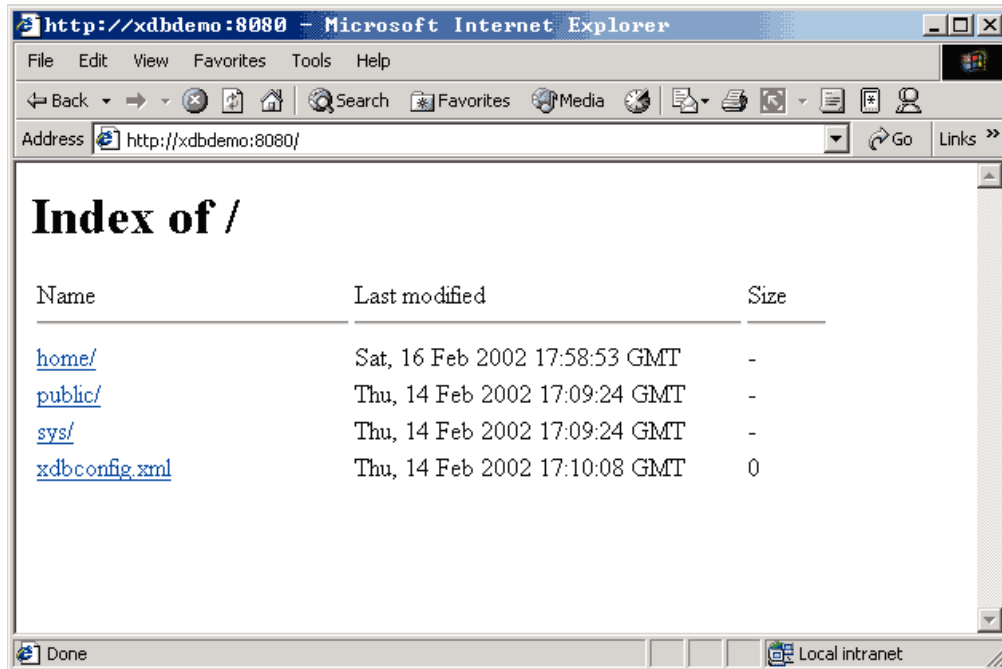 http://xdbdemo:8080 - Microsoft Internet Explorer
File Edit View Favorites Tools Help
Back Search Favorites Media
Address http://xdbdemo:8080/ Go Links »
Index of /
Name Last modified Size
home/ Sat, 16 Feb 2002 17:58:53 GMT -
public/ Thu, 14 Feb 2002 17:09:24 GMT -
sys/ Thu, 14 Feb 2002 17:09:24 GMT -
xdbconfig.xml Thu, 14 Feb 2002 17:10:08 GMT 0
Done Local intranet